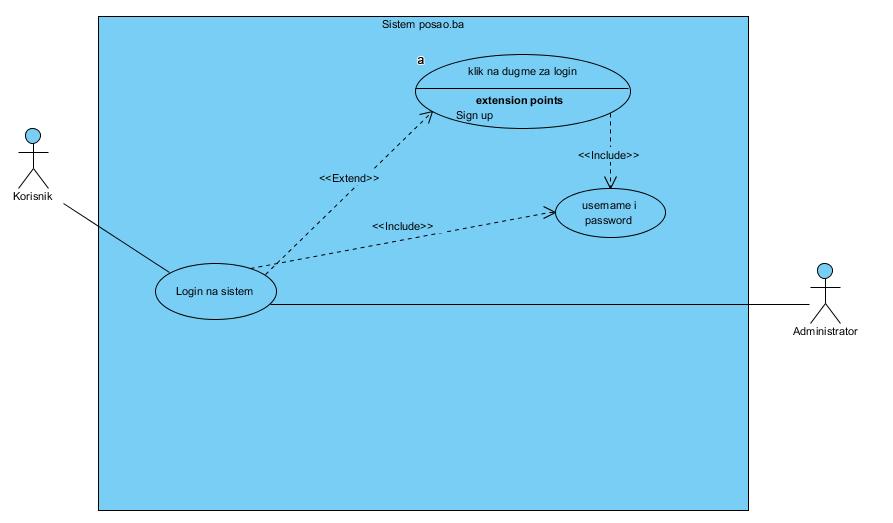 Sistem posao.ba
a
klik na dugme za login
extension points
Sign up
<<Include>>
<<Extend>>
Korisnik
username i
password
<<Include>>
Login na sistem
Administrator